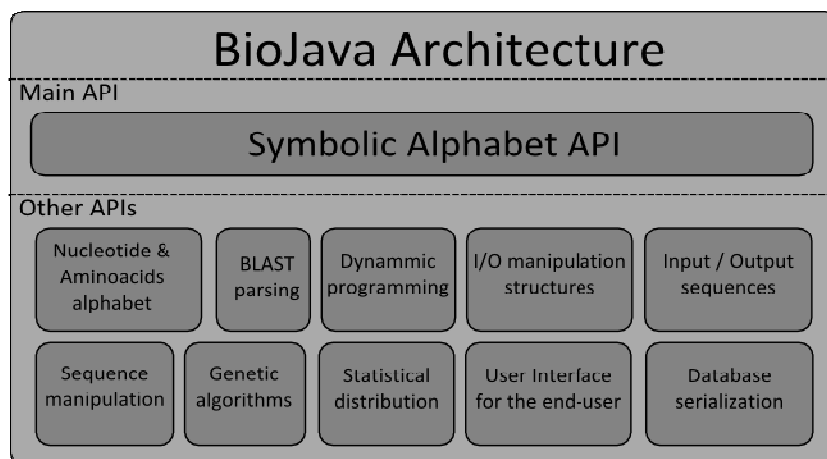 BioJava Architecture
Main API
Symbolic Alphabet API
Other APIs
Nucleotide &
Aminoacids
alphabet
BLAST
parsing
Dynammic
programming
I/O manipulation
structures
Input / Output
sequences
Sequence
manipulation
Genetic
algorithms
Statistical
distribution
User Interface
for the end-user
Database
serialization